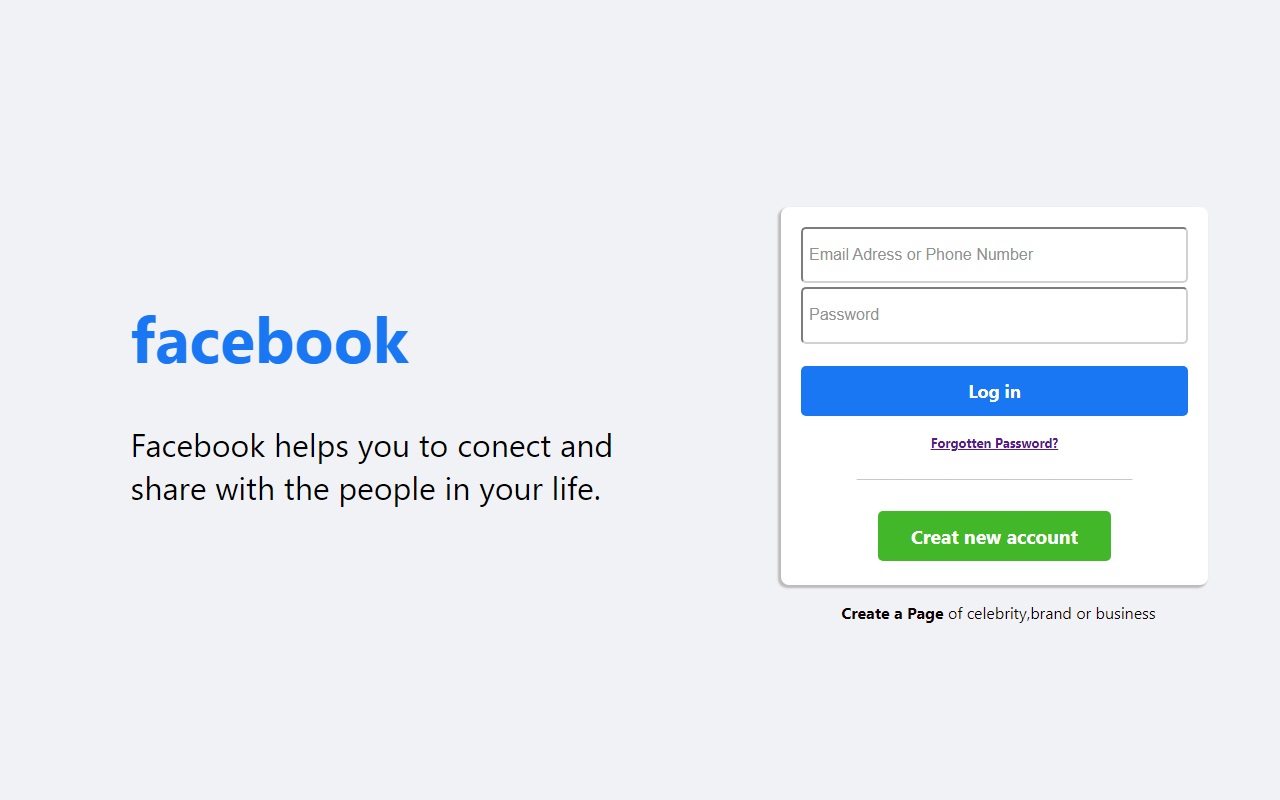 facebook
Facebook helps you to conect and
share with the people in your life.
Email Adress or Phone Number
Password
Log in
Forgotten Password?
Creat new account
Create a Page of celebrity,brand or business